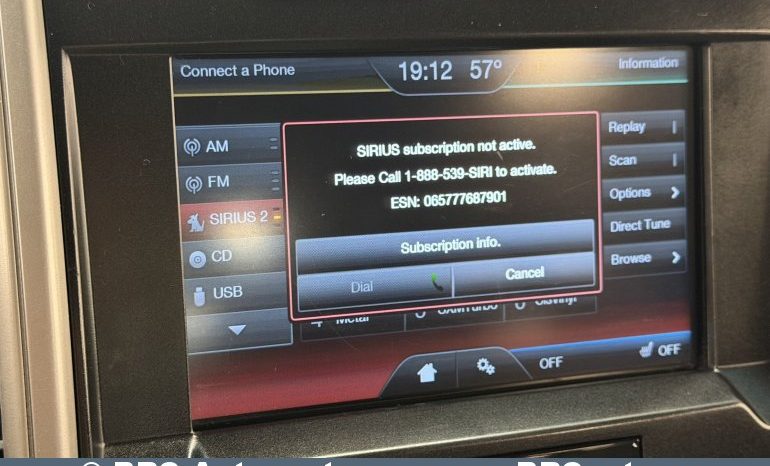 Connect a Phone
19:12 57°
Information
AM
FM
SIRIUS 2
CD
USB
SIRIUS subscription not active.
Please Call 1-888-539-SIRI to activate.
ESN: 065777687901
Subscription info.
Dial
Cancel
Replay
Scan
Options
Direct Tune
Browse
Metal
OFF
OFF